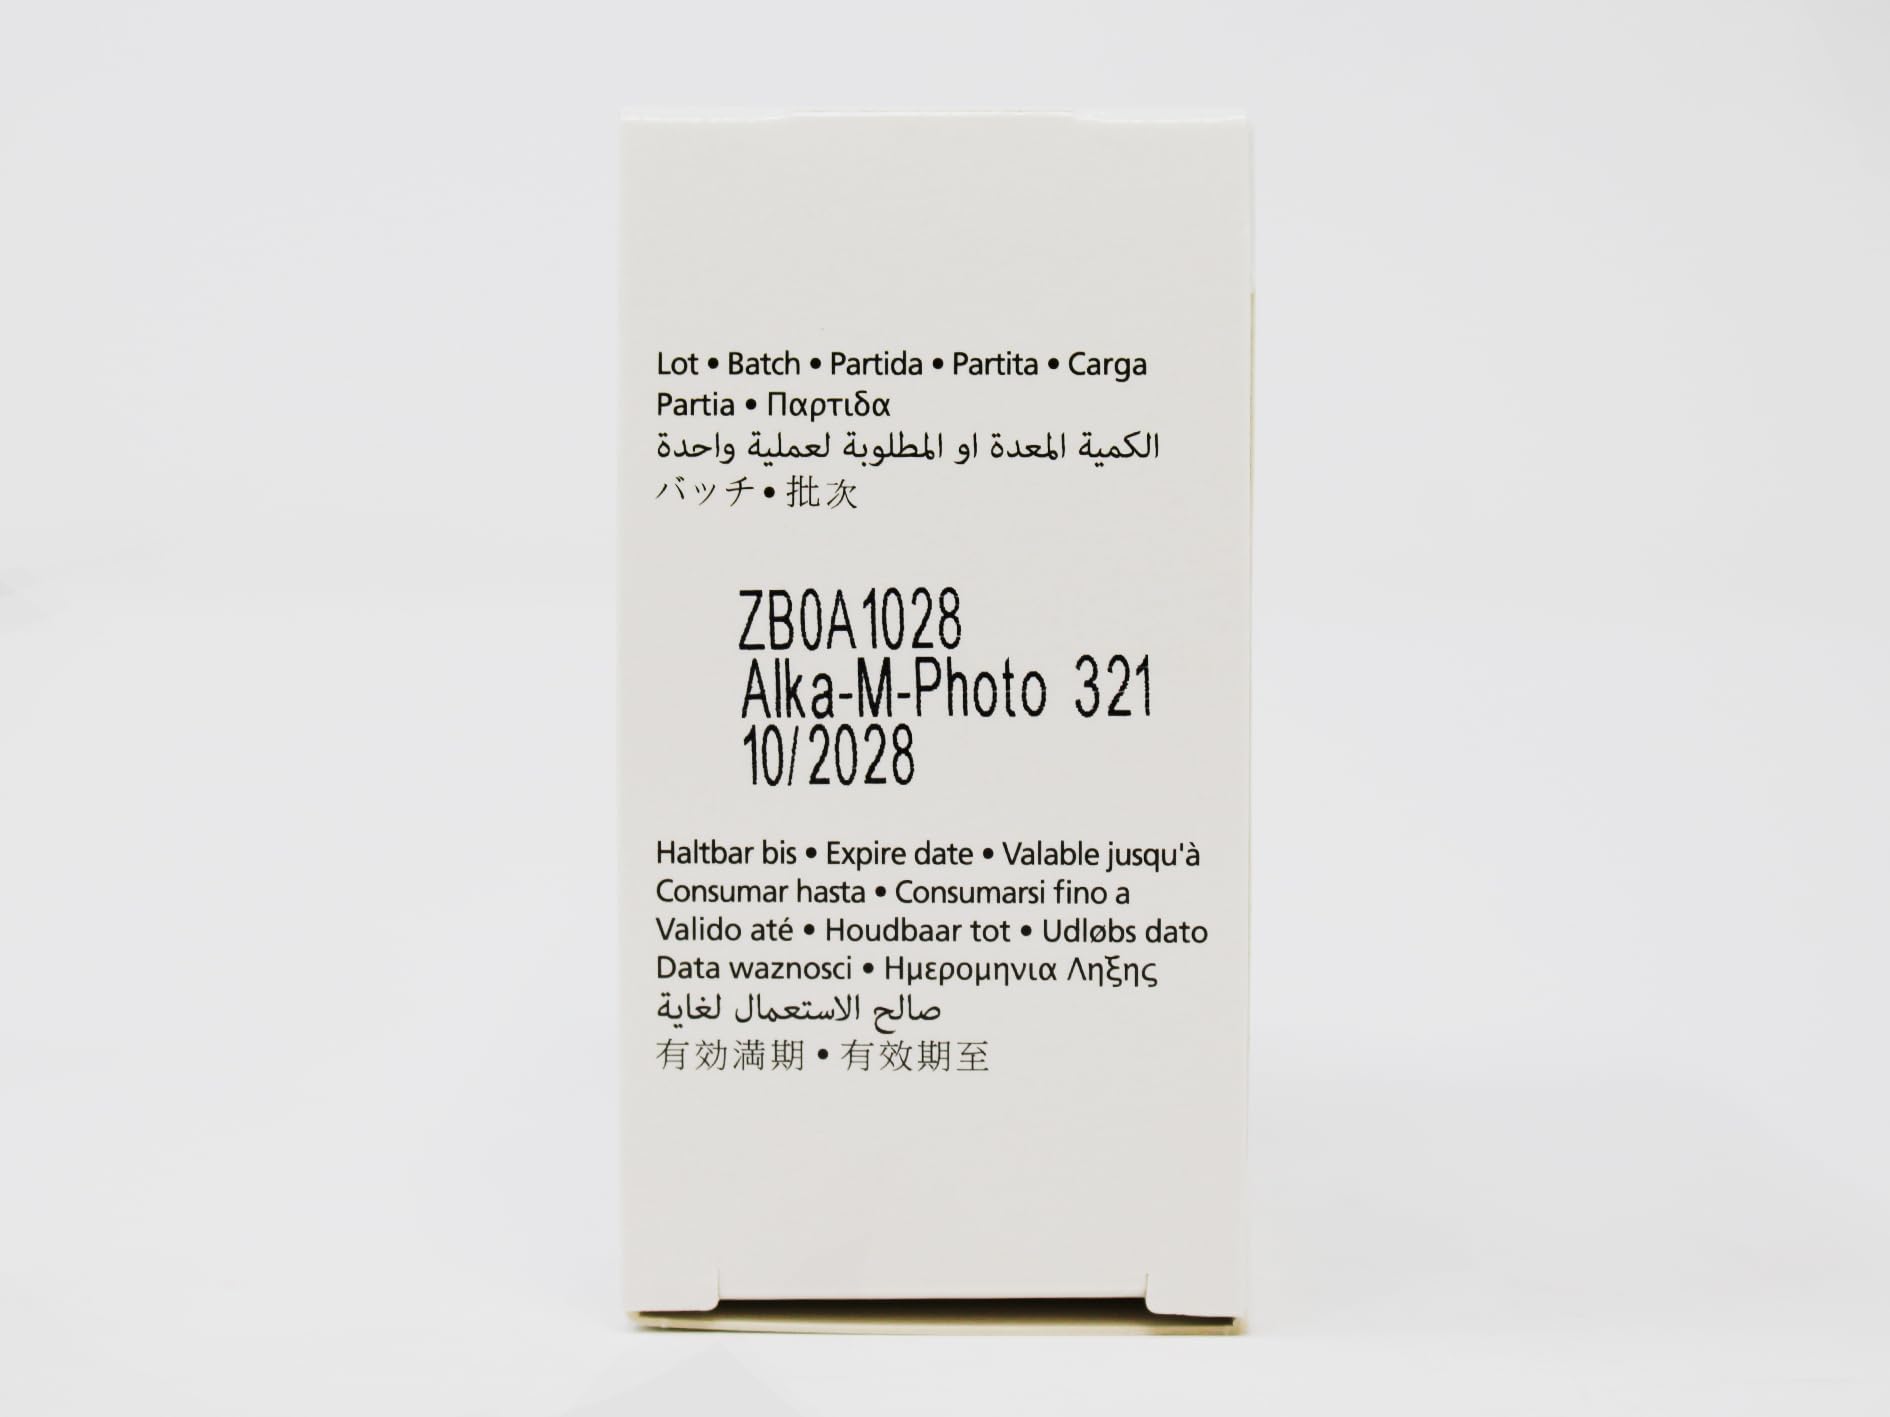 Lot • Batch • Partida • Partita • Carga
Partia • Παρτιδα
الكمية المعدة او المطلوبة لعملية واحدة
バッチ • 批次
ZB0A1028
Alka-M-Photo 321
10/2028
Haltbar bis • Expire date • Valable jusqu'à
Consumar hasta • Consumarsi fino a
Valido até • Houdbaar tot • Udløbs dato
Data waznosci • Ημερομηνια Ληξης
صالح الاستعمال لغاية
有効満期 • 有效期至